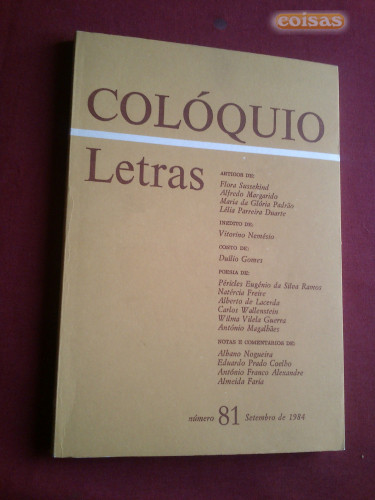 coisas
COLÓQUIO
Letras
ARTIGOS DE:
Flora Sussekind
Alfredo Margarido
Maria da Glória Padrão
Lélia Parreira Duarte
INÉDITO DE:
Vitorino Nemésio
CONTO DE:
Duílio Gomes
POESIA DE:
Péricles Eugênio da Silva Ramos
Natércia Freire
Alberto de Lacerda
Carlos Wallenstein
Wilma Vilela Guerra
António Magalhães
NOTAS E COMENTÁRIOS DE:
Albano Nogueira
Eduardo Prado Coelho
António Franco Alexandre
Almeida Faria
número 81 Setembro de 1984